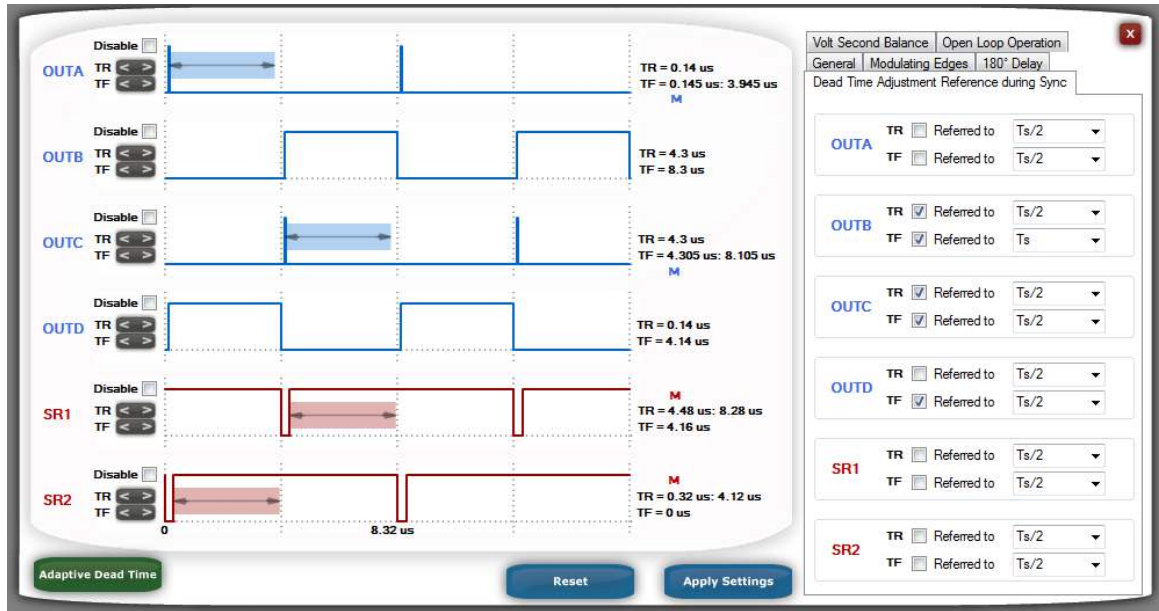 Disable
OUTA
TR < >
TF < >
TR = 0.14 us
TF = 0.145 us: 3.945 us
M
Disable
OUTB
TR < >
TF < >
TR = 4.3 us
TF = 8.3 us
Disable
OUTC
TR < >
TF < >
TR = 4.3 us
TF = 4.305 us: 8.105 us
M
Disable
OUTD
TR < >
TF < >
TR = 0.14 us
TF = 4.14 us
Disable
SR1
TR < >
TF < >
M
TR = 4.48 us: 8.28 us
TF = 4.16 us
Disable
SR2
TR < >
TF < >
M
TR = 0.32 us: 4.12 us
TF = 0 us
0
8.32 us
Adaptive Dead Time
Reset
Apply Settings
X
Volt Second Balance
Open Loop Operation
General
Modulating Edges
180° Delay
Dead Time Adjustment Reference during Sync
OUTA
TR Referred to Ts/2
TF Referred to Ts/2
OUTB
TR Referred to Ts/2
TF Referred to Ts
OUTC
TR Referred to Ts/2
TF Referred to Ts/2
OUTD
TR Referred to Ts/2
TF Referred to Ts/2
SR1
TR Referred to Ts/2
TF Referred to Ts/2
SR2
TR Referred to Ts/2
TF Referred to Ts/2